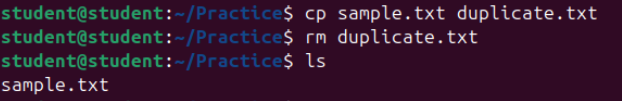 student@student:~/Practice$ cp sample.txt duplicate.txt
student@student:~/Practice$ rm duplicate.txt
student@student:~/Practice$ ls
sample.txt